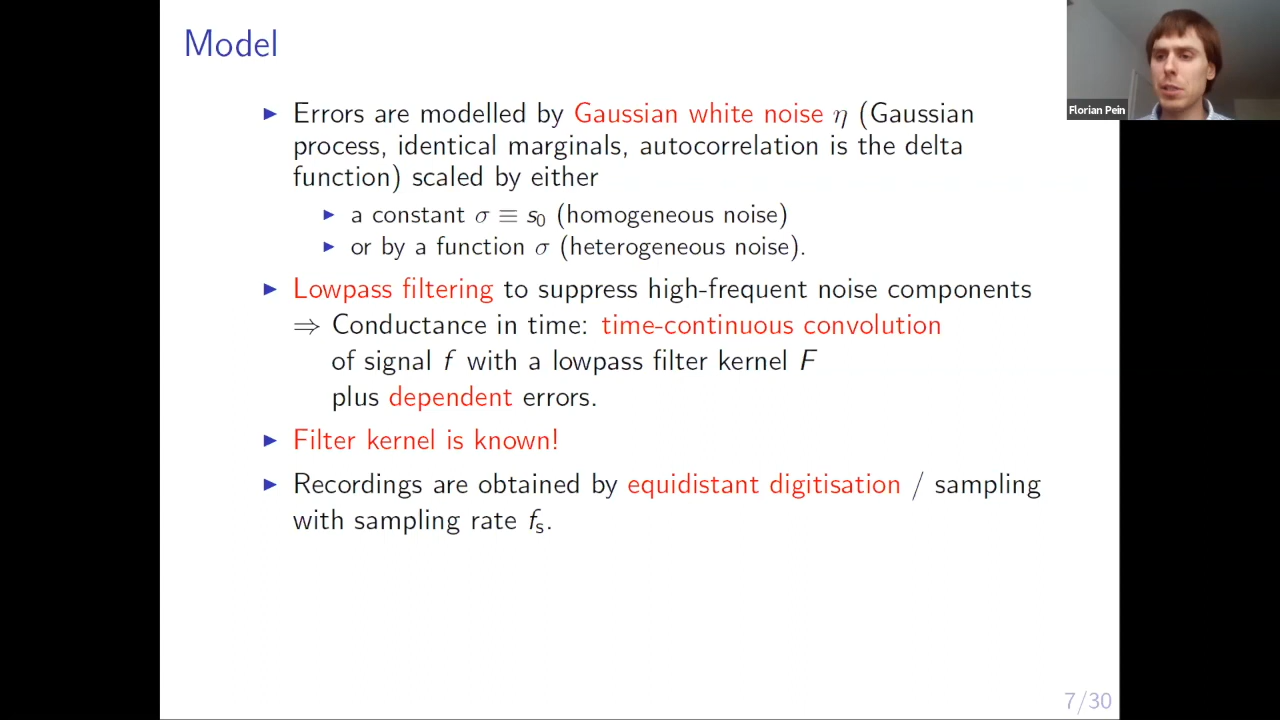 Model
▶ Errors are modelled by Gaussian white noise η (Gaussian
process, identical marginals, autocorrelation is the delta
function) scaled by either
▶ a constant σ ≡ s₀ (homogeneous noise)
▶ or by a function σ (heterogeneous noise).
▶ Lowpass filtering to suppress high-frequent noise components
⇒ Conductance in time: time-continuous convolution
of signal f with a lowpass filter kernel F
plus dependent errors.
▶ Filter kernel is known!
▶ Recordings are obtained by equidistant digitisation / sampling
with sampling rate fₛ.
7/30
Florian Pein